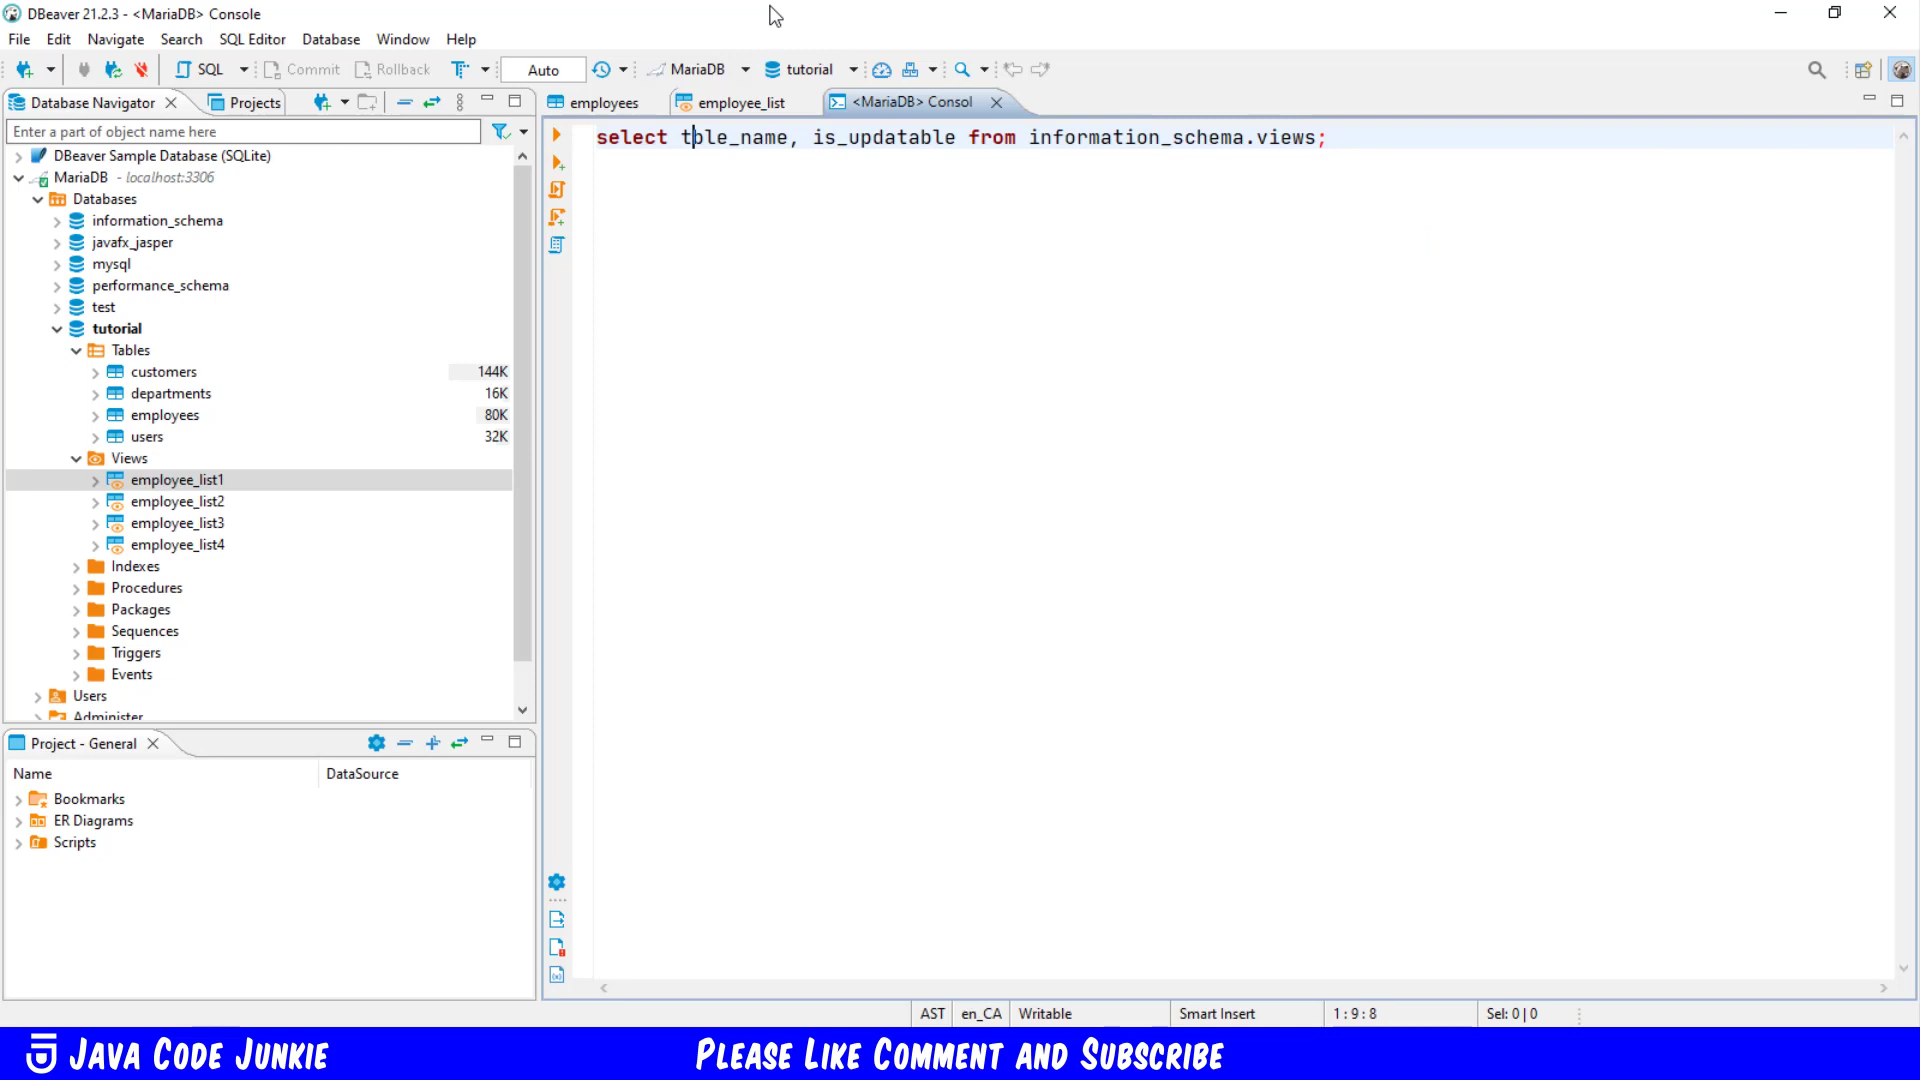 DBeaver 21.2.3 - <MariaDB> Console
File Edit Navigate Search SQL Editor Database Window Help
SQL Commit Rollback Auto MariaDB tutorial
Database Navigator Projects
employees employee_list <MariaDB> Consol
Enter a part of object name here
select tble_name, is_updatable from information_schema.views;
DBeaver Sample Database (SQLite)
MariaDB - localhost:3306
Databases
information_schema
javafx_jasper
mysql
performance_schema
test
tutorial
Tables
customers 144K
departments 16K
employees 80K
users 32K
Views
employee_list1
employee_list2
employee_list3
employee_list4
Indexes
Procedures
Packages
Sequences
Triggers
Events
Users
Administer
Project - General
Name DataSource
Bookmarks
ER Diagrams
Scripts
AST en_CA Writable Smart Insert 1 : 9 : 8 Sel: 0 | 0
Java Code Junkie
Please Like Comment and Subscribe